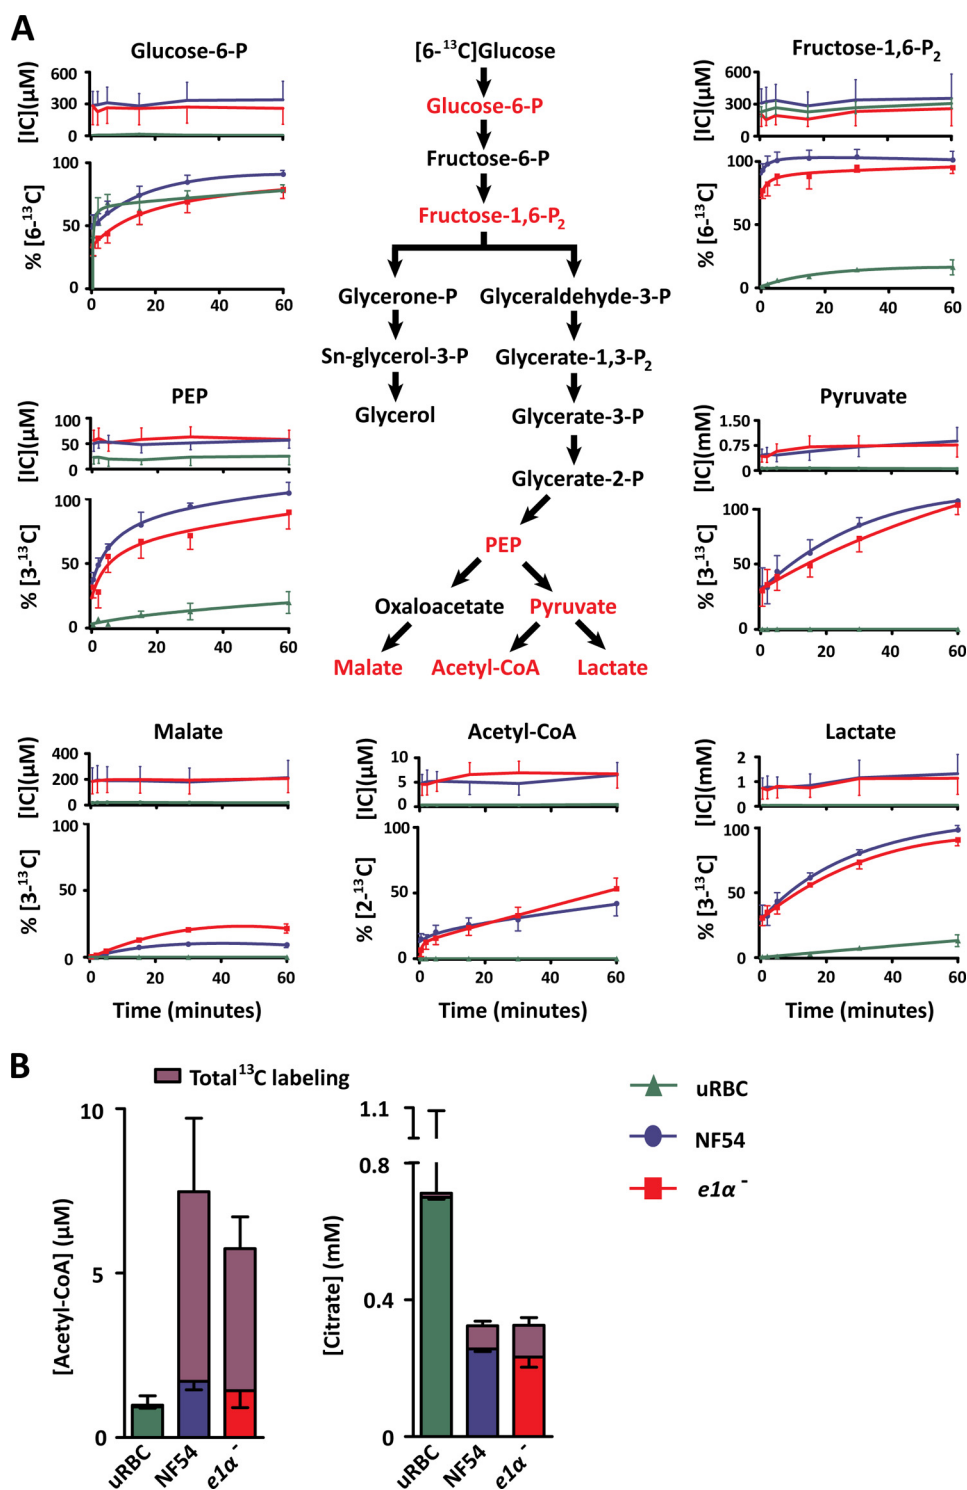 A
Glucose-6-P
[IC](µM)
600
300
0
% [6-¹³C]
100
50
0
0 20 40 60
[6-¹³C]Glucose
Glucose-6-P
Fructose-6-P
Fructose-1,6-P₂
Glycerone-P
Glyceraldehyde-3-P
Sn-glycerol-3-P
Glycerate-1,3-P₂
Glycerol
Glycerate-3-P
Glycerate-2-P
PEP
Oxaloacetate
Pyruvate
Malate
Acetyl-CoA
Lactate
Fructose-1,6-P₂
[IC](µM)
600
300
0
% [6-¹³C]
100
50
0
0 20 40 60
PEP
[IC](µM)
100
50
0
% [3-¹³C]
100
50
0
0 20 40 60
Pyruvate
[IC](mM)
1.50
0.75
0
% [3-¹³C]
100
50
0
0 20 40 60
Malate
[IC](µM)
400
200
0
% [3-¹³C]
100
50
0
0 20 40 60
Time (minutes)
Acetyl-CoA
[IC](µM)
10
5
0
% [2-¹³C]
100
50
0
0 20 40 60
Time (minutes)
Lactate
[IC](mM)
2
1
0
% [3-¹³C]
100
50
0
0 20 40 60
Time (minutes)
B
Total¹³C labeling
[Acetyl-CoA] (µM)
10
5
0
uRBC
NF54
e1α⁻
[Citrate] (mM)
1.1
0.8
0.4
0
uRBC
NF54
e1α⁻
uRBC
NF54
e1α⁻